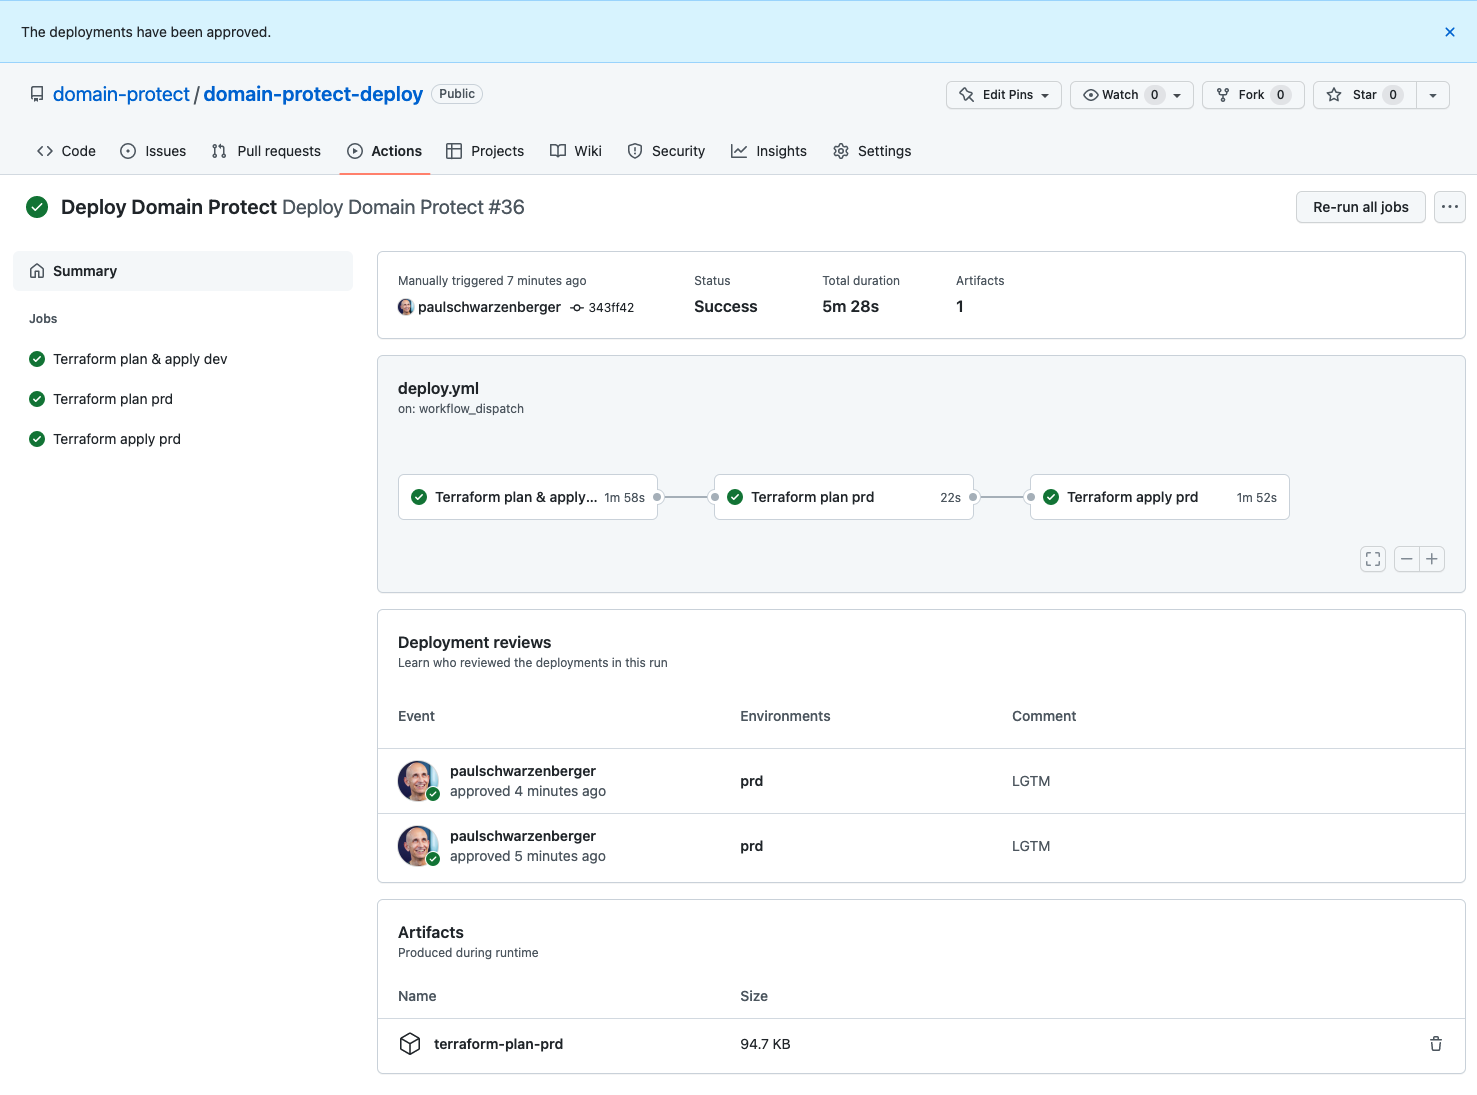 The deployments have been approved.
domain-protect / domain-protect-deploy Public
Edit Pins Watch 0 Fork 0 Star 0
Code Issues Pull requests Actions Projects Wiki Security Insights Settings
Deploy Domain Protect Deploy Domain Protect #36
Re-run all jobs
Summary
Jobs
Terraform plan & apply dev
Terraform plan prd
Terraform apply prd
Manually triggered 7 minutes ago Status Total duration Artifacts
paulschwarzenberger 343ff42 Success 5m 28s 1
deploy.yml
on: workflow_dispatch
Terraform plan & apply... 1m 58s Terraform plan prd 22s Terraform apply prd 1m 52s
Deployment reviews
Learn who reviewed the deployments in this run
Event Environments Comment
paulschwarzenberger
approved 4 minutes ago
prd
LGTM
paulschwarzenberger
approved 5 minutes ago
prd
LGTM
Artifacts
Produced during runtime
Name Size
terraform-plan-prd 94.7 KB